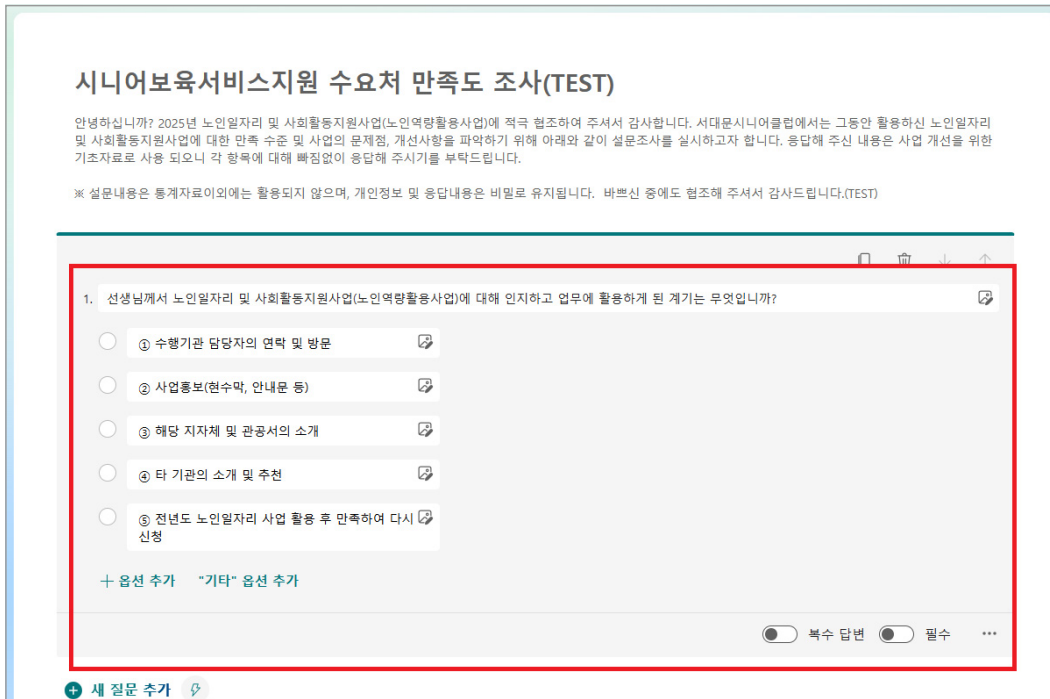 시니어보육서비스지원 수요처 만족도 조사(TEST)
안녕하십니까? 2025년 노인일자리 및 사회활동지원사업(노인역량활용사업)에 적극 협조하여 주셔서 감사합니다. 서대문시니어클럽에서는 그동안 활용하신 노인일자리
및 사회활동지원사업에 대한 만족 수준 및 사업의 문제점, 개선사항을 파악하기 위해 아래와 같이 설문조사를 실시하고자 합니다. 응답해 주신 내용은 사업 개선을 위한
기초자료로 사용 되오니 각 항목에 대해 빠짐없이 응답해 주시기를 부탁드립니다.
※ 설문내용은 통계자료이외에는 활용되지 않으며, 개인정보 및 응답내용은 비밀로 유지됩니다. 바쁘신 중에도 협조해 주셔서 감사드립니다.(TEST)
1. 선생님께서 노인일자리 및 사회활동지원사업(노인역량활용사업)에 대해 인지하고 업무에 활용하게 된 계기는 무엇입니까?
① 수행기관 담당자의 연락 및 방문
② 사업홍보(현수막, 안내문 등)
③ 해당 지자체 및 관공서의 소개
④ 타 기관의 소개 및 추천
⑤ 전년도 노인일자리 사업 활용 후 만족하여 다시
신청
옵션 추가 "기타" 옵션 추가
복수 답변 필수
새 질문 추가